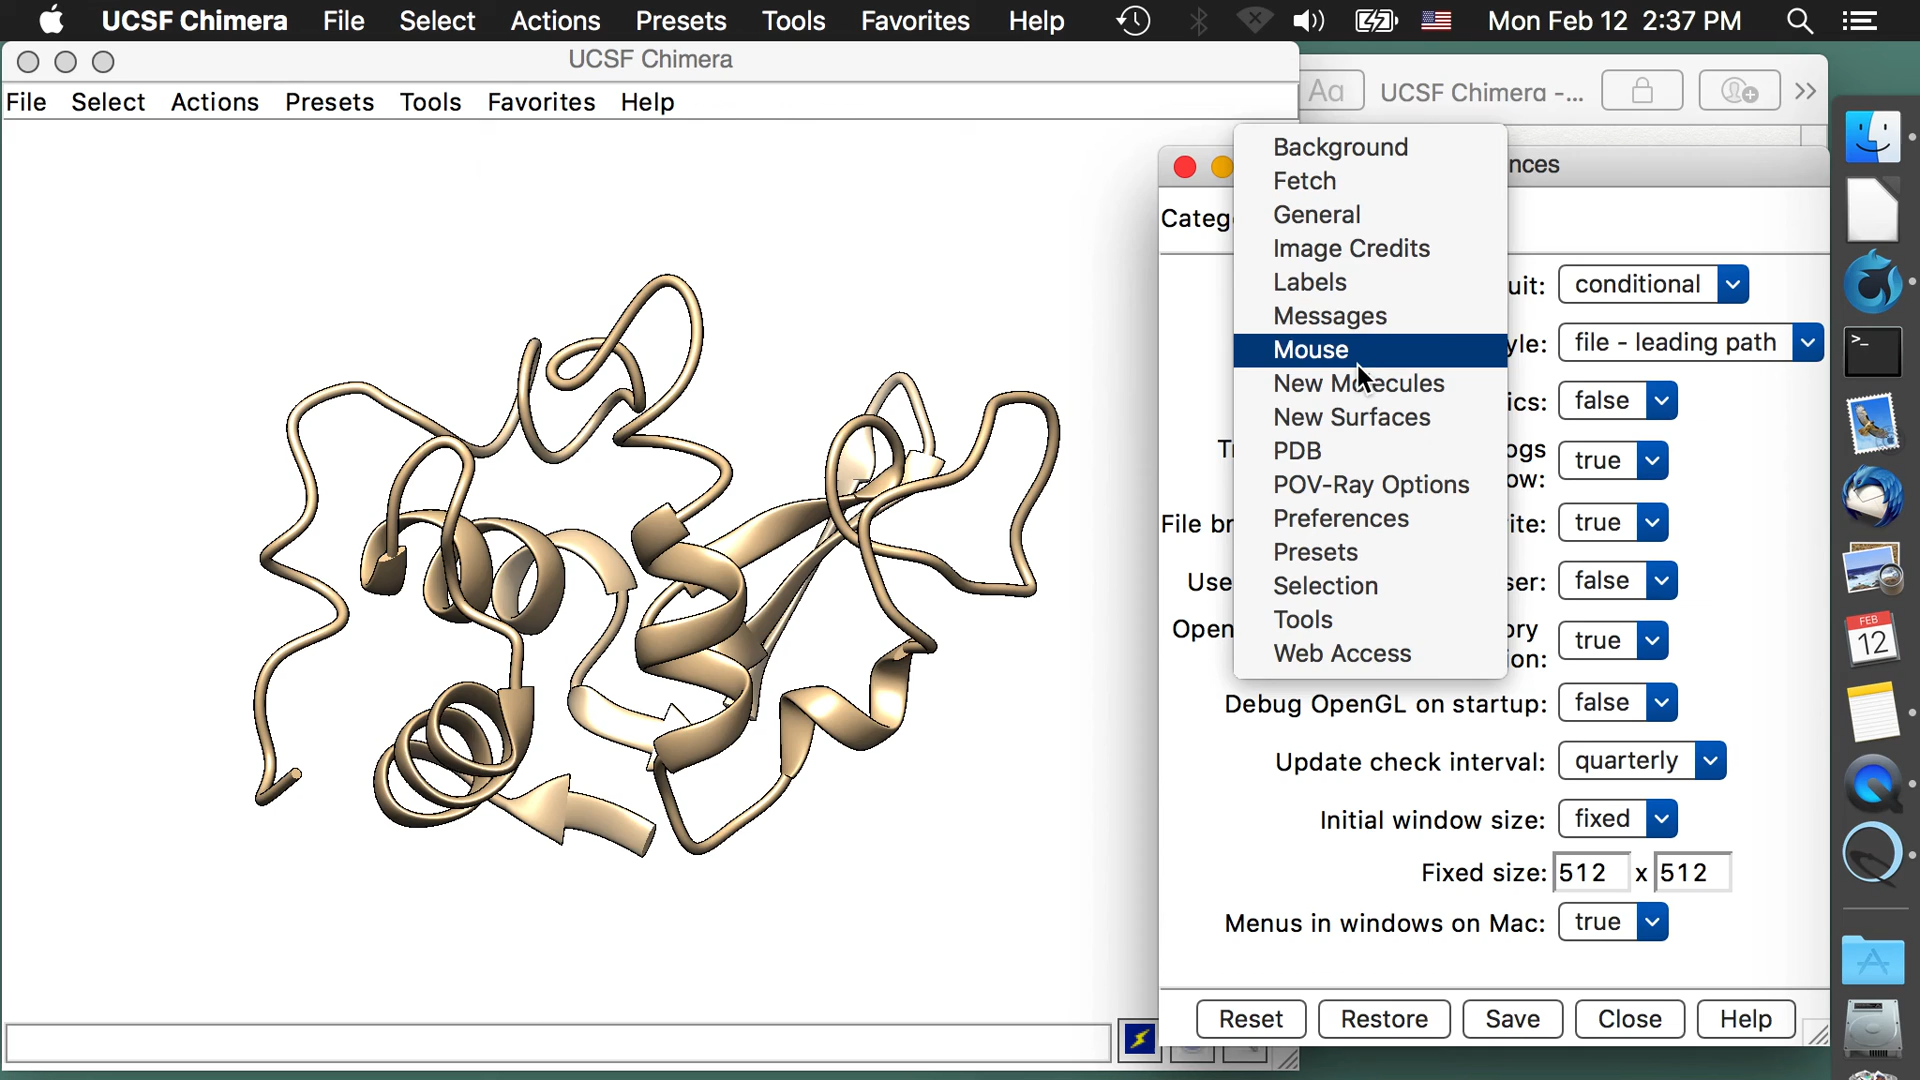 UCSF Chimera File Select Actions Presets Tools Favorites Help Mon Feb 12 2:37 PM
UCSF Chimera
File Select Actions Presets Tools Favorites Help
Aa UCSF Chimera -...
nces
Categ
Background
Fetch
General
Image Credits
Labels
Messages
Mouse
New Molecules
New Surfaces
PDB
POV-Ray Options
Preferences
Presets
Selection
Tools
Web Access
uit: conditional
yle: file - leading path
ics: false
Tr ogs
ow: true
File br ite: true
Use ser: false
Open ory
ion: true
Debug OpenGL on startup: false
Update check interval: quarterly
Initial window size: fixed
Fixed size: 512 x 512
Menus in windows on Mac: true
Reset Restore Save Close Help
FEB
12